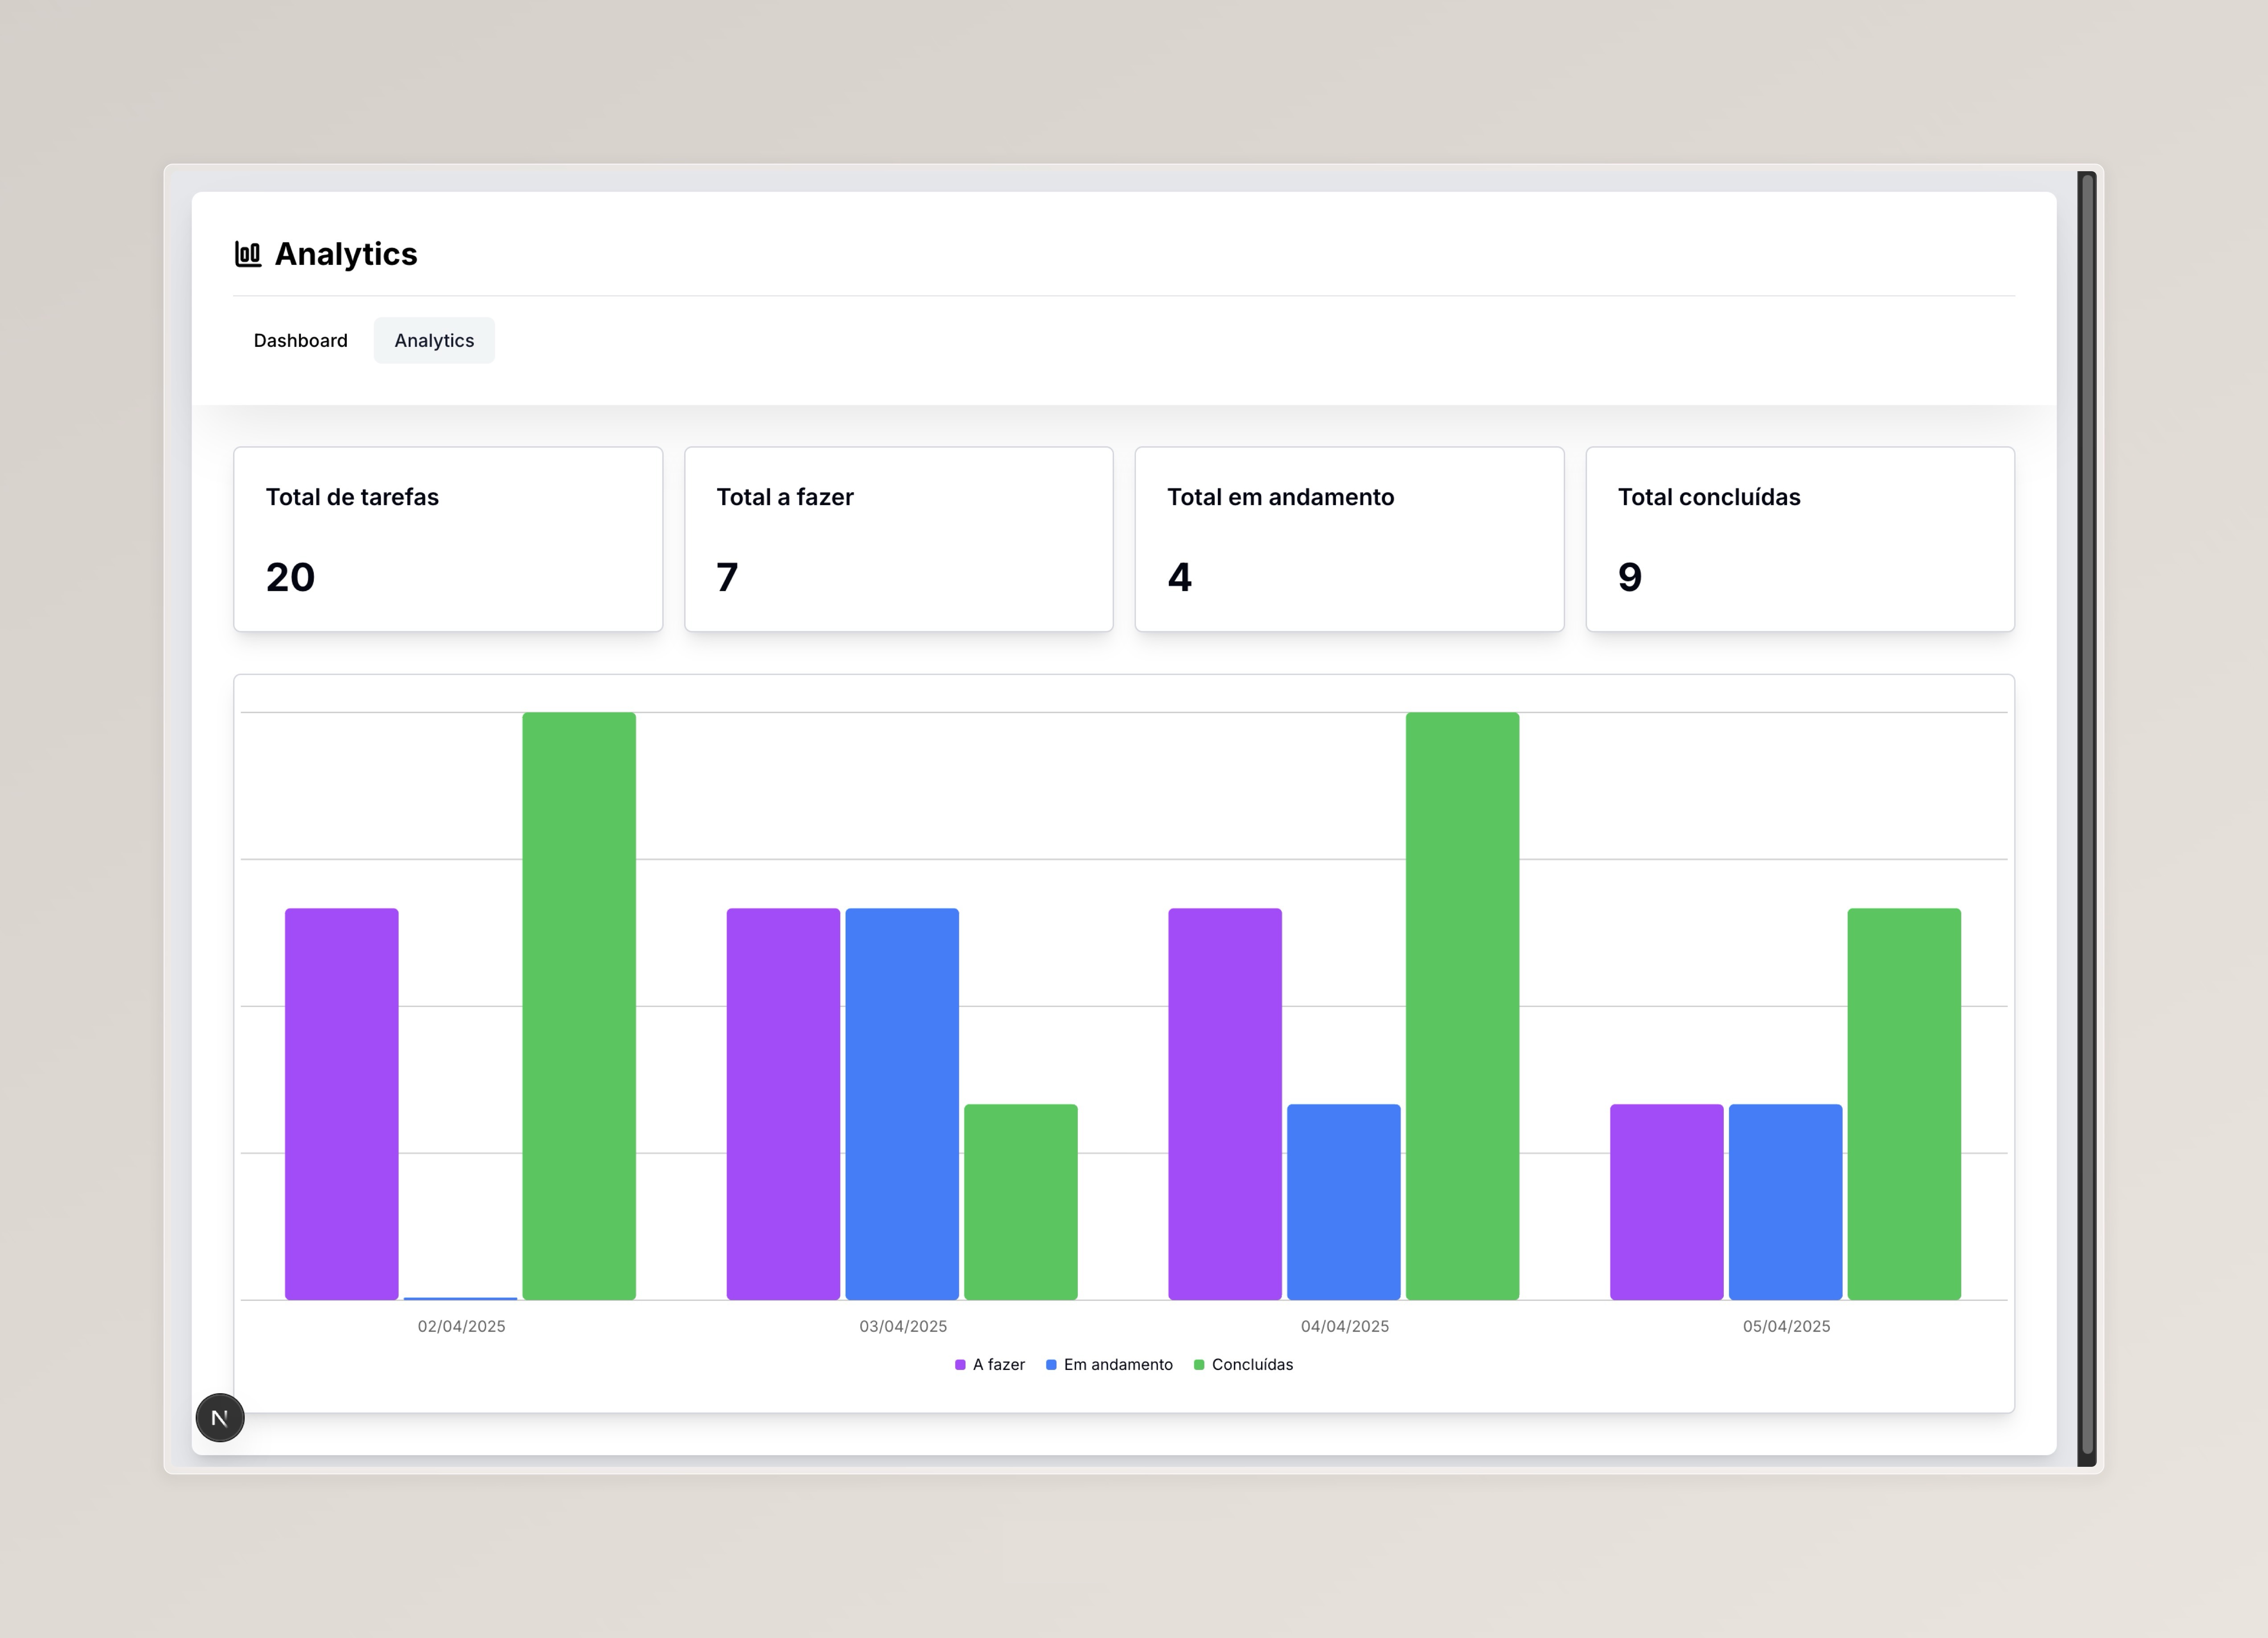 Analytics
Dashboard Analytics
Total de tarefas
20
Total a fazer
7
Total em andamento
4
Total concluídas
9
02/04/2025 03/04/2025 04/04/2025 05/04/2025
A fazer Em andamento Concluídas
N